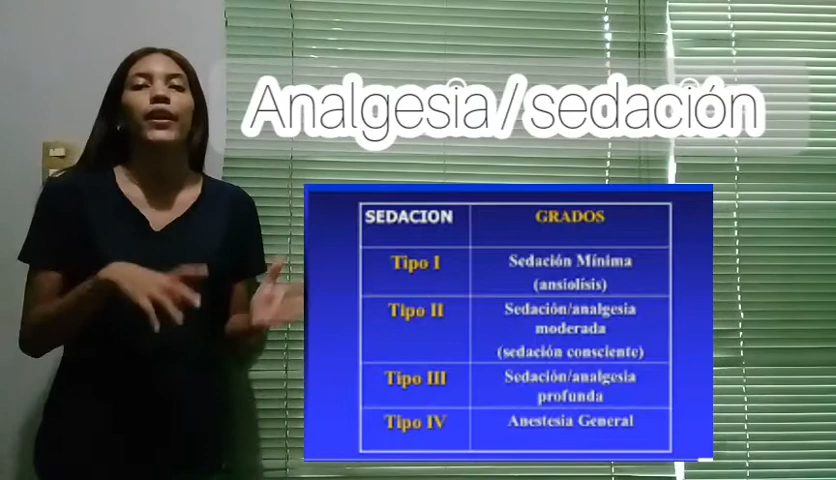 Analgesia/sedación
SEDACION GRADOS
Tipo I Sedación Mínima
(ansiolísis)
Tipo II Sedación/analgesia
moderada
(sedación consciente)
Tipo III Sedación/analgesia
profunda
Tipo IV Anestesia General